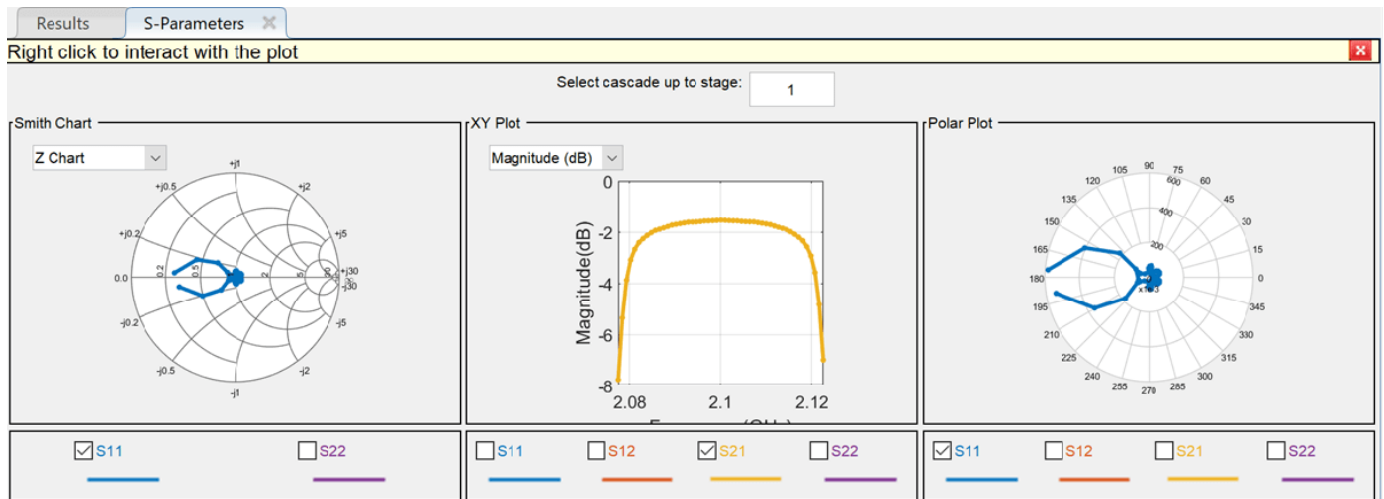 Results
S-Parameters
Right click to interact with the plot
Select cascade up to stage: 1
Smith Chart
Z Chart
+j1
+j0.5
+j2
+j0.2
+j5
0.0
0.2
0.5
2
5
+j30
-j30
-j0.2
-j5
-j0.5
-j2
-j1
S11
S22
XY Plot
Magnitude (dB)
Magnitude(dB)
0
-2
-4
-6
-8
2.08
2.1
2.12
S11
S12
S21
S22
Polar Plot
90
105
75
120
60
135
45
150
30
165
15
180
0
195
345
210
330
225
315
240
300
255
285
270
600
400
200
S11
S12
S21
S22